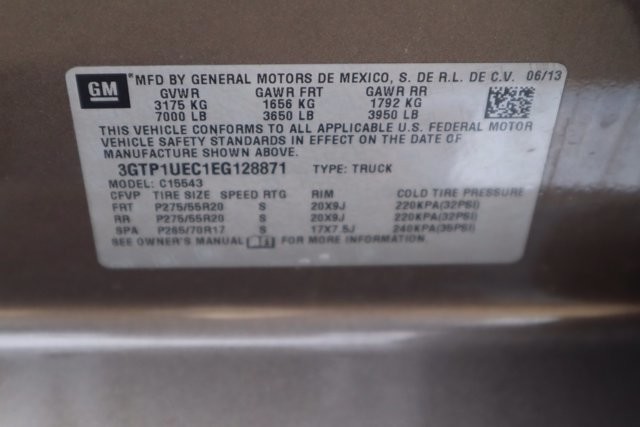 GM
*MFD BY GENERAL MOTORS DE MEXICO, S. DE R.L. DE C.V. 06/13
GVWR GAWR FRT GAWR RR
3175 KG 1656 KG 1792 KG
7000 LB 3650 LB 3950 LB
THIS VEHICLE CONFORMS TO ALL APPLICABLE U.S. FEDERAL MOTOR
VEHICLE SAFETY STANDARDS IN EFFECT ON THE DATE OF
MANUFACTURE SHOWN ABOVE.
3GTP1UEC1EG128871 TYPE: TRUCK
MODEL: C15543
CFVP TIRE SIZE SPEED RTG RIM COLD TIRE PRESSURE
FRT P275/55R20 S 20X9J 220KPA(32PSI)
RR P275/55R20 S 20X9J 220KPA(32PSI)
SPA P265/70R17 S 17X7.5J 240KPA(35PSI)
SEE OWNER'S MANUAL FOR MORE INFORMATION